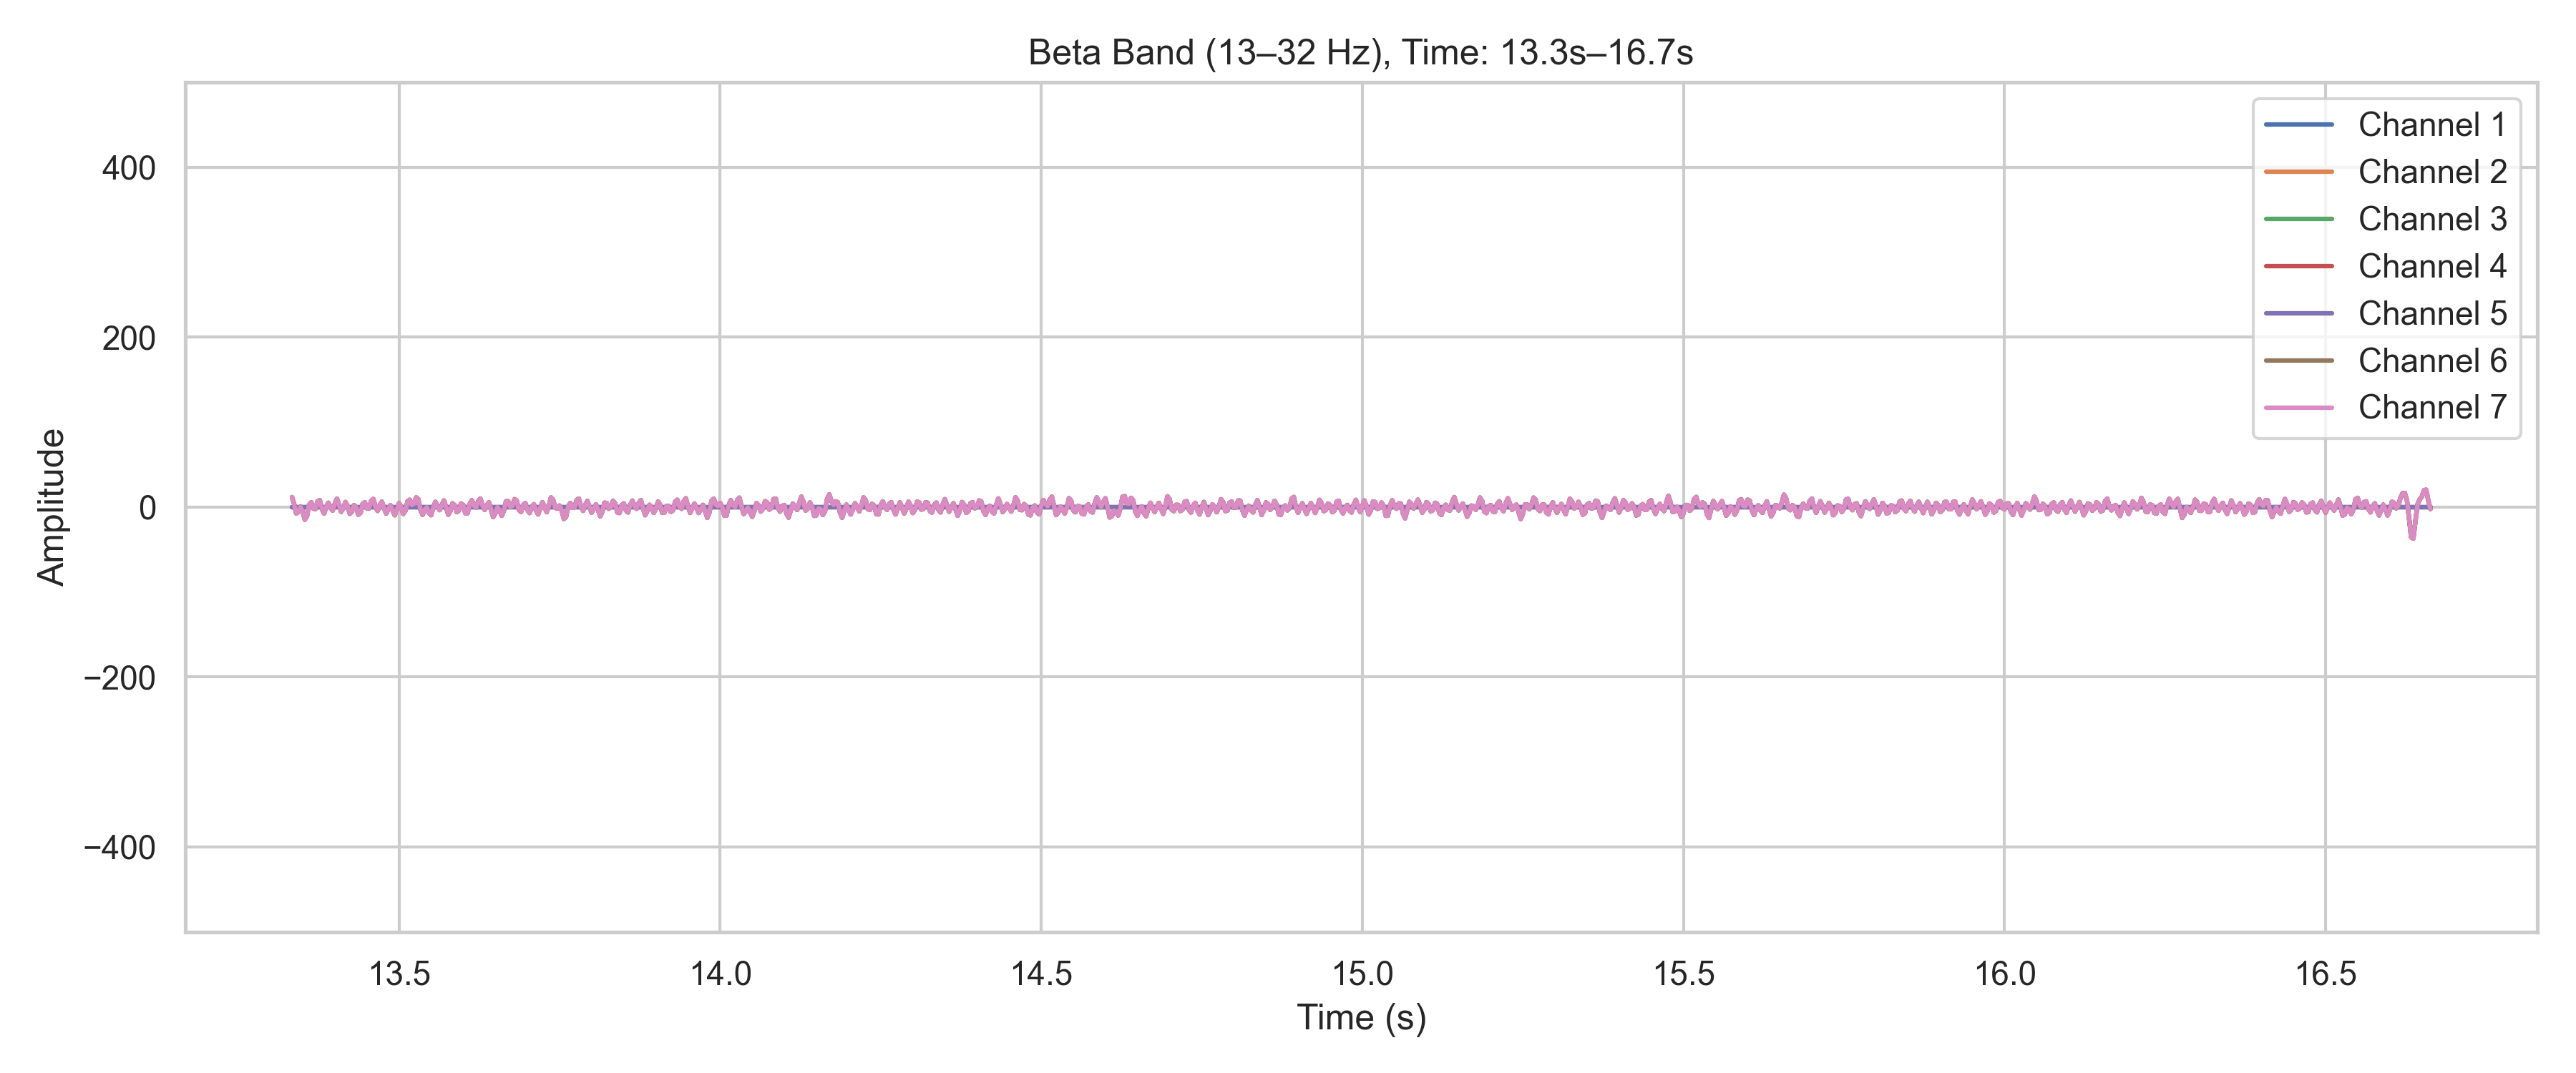 Beta Band (13–32 Hz), Time: 13.3s–16.7s
Channel 1
Channel 2
Channel 3
Channel 4
Channel 5
Channel 6
Channel 7
400
200
0
−200
−400
Amplitude
13.5 14.0 14.5 15.0 15.5 16.0 16.5
Time (s)